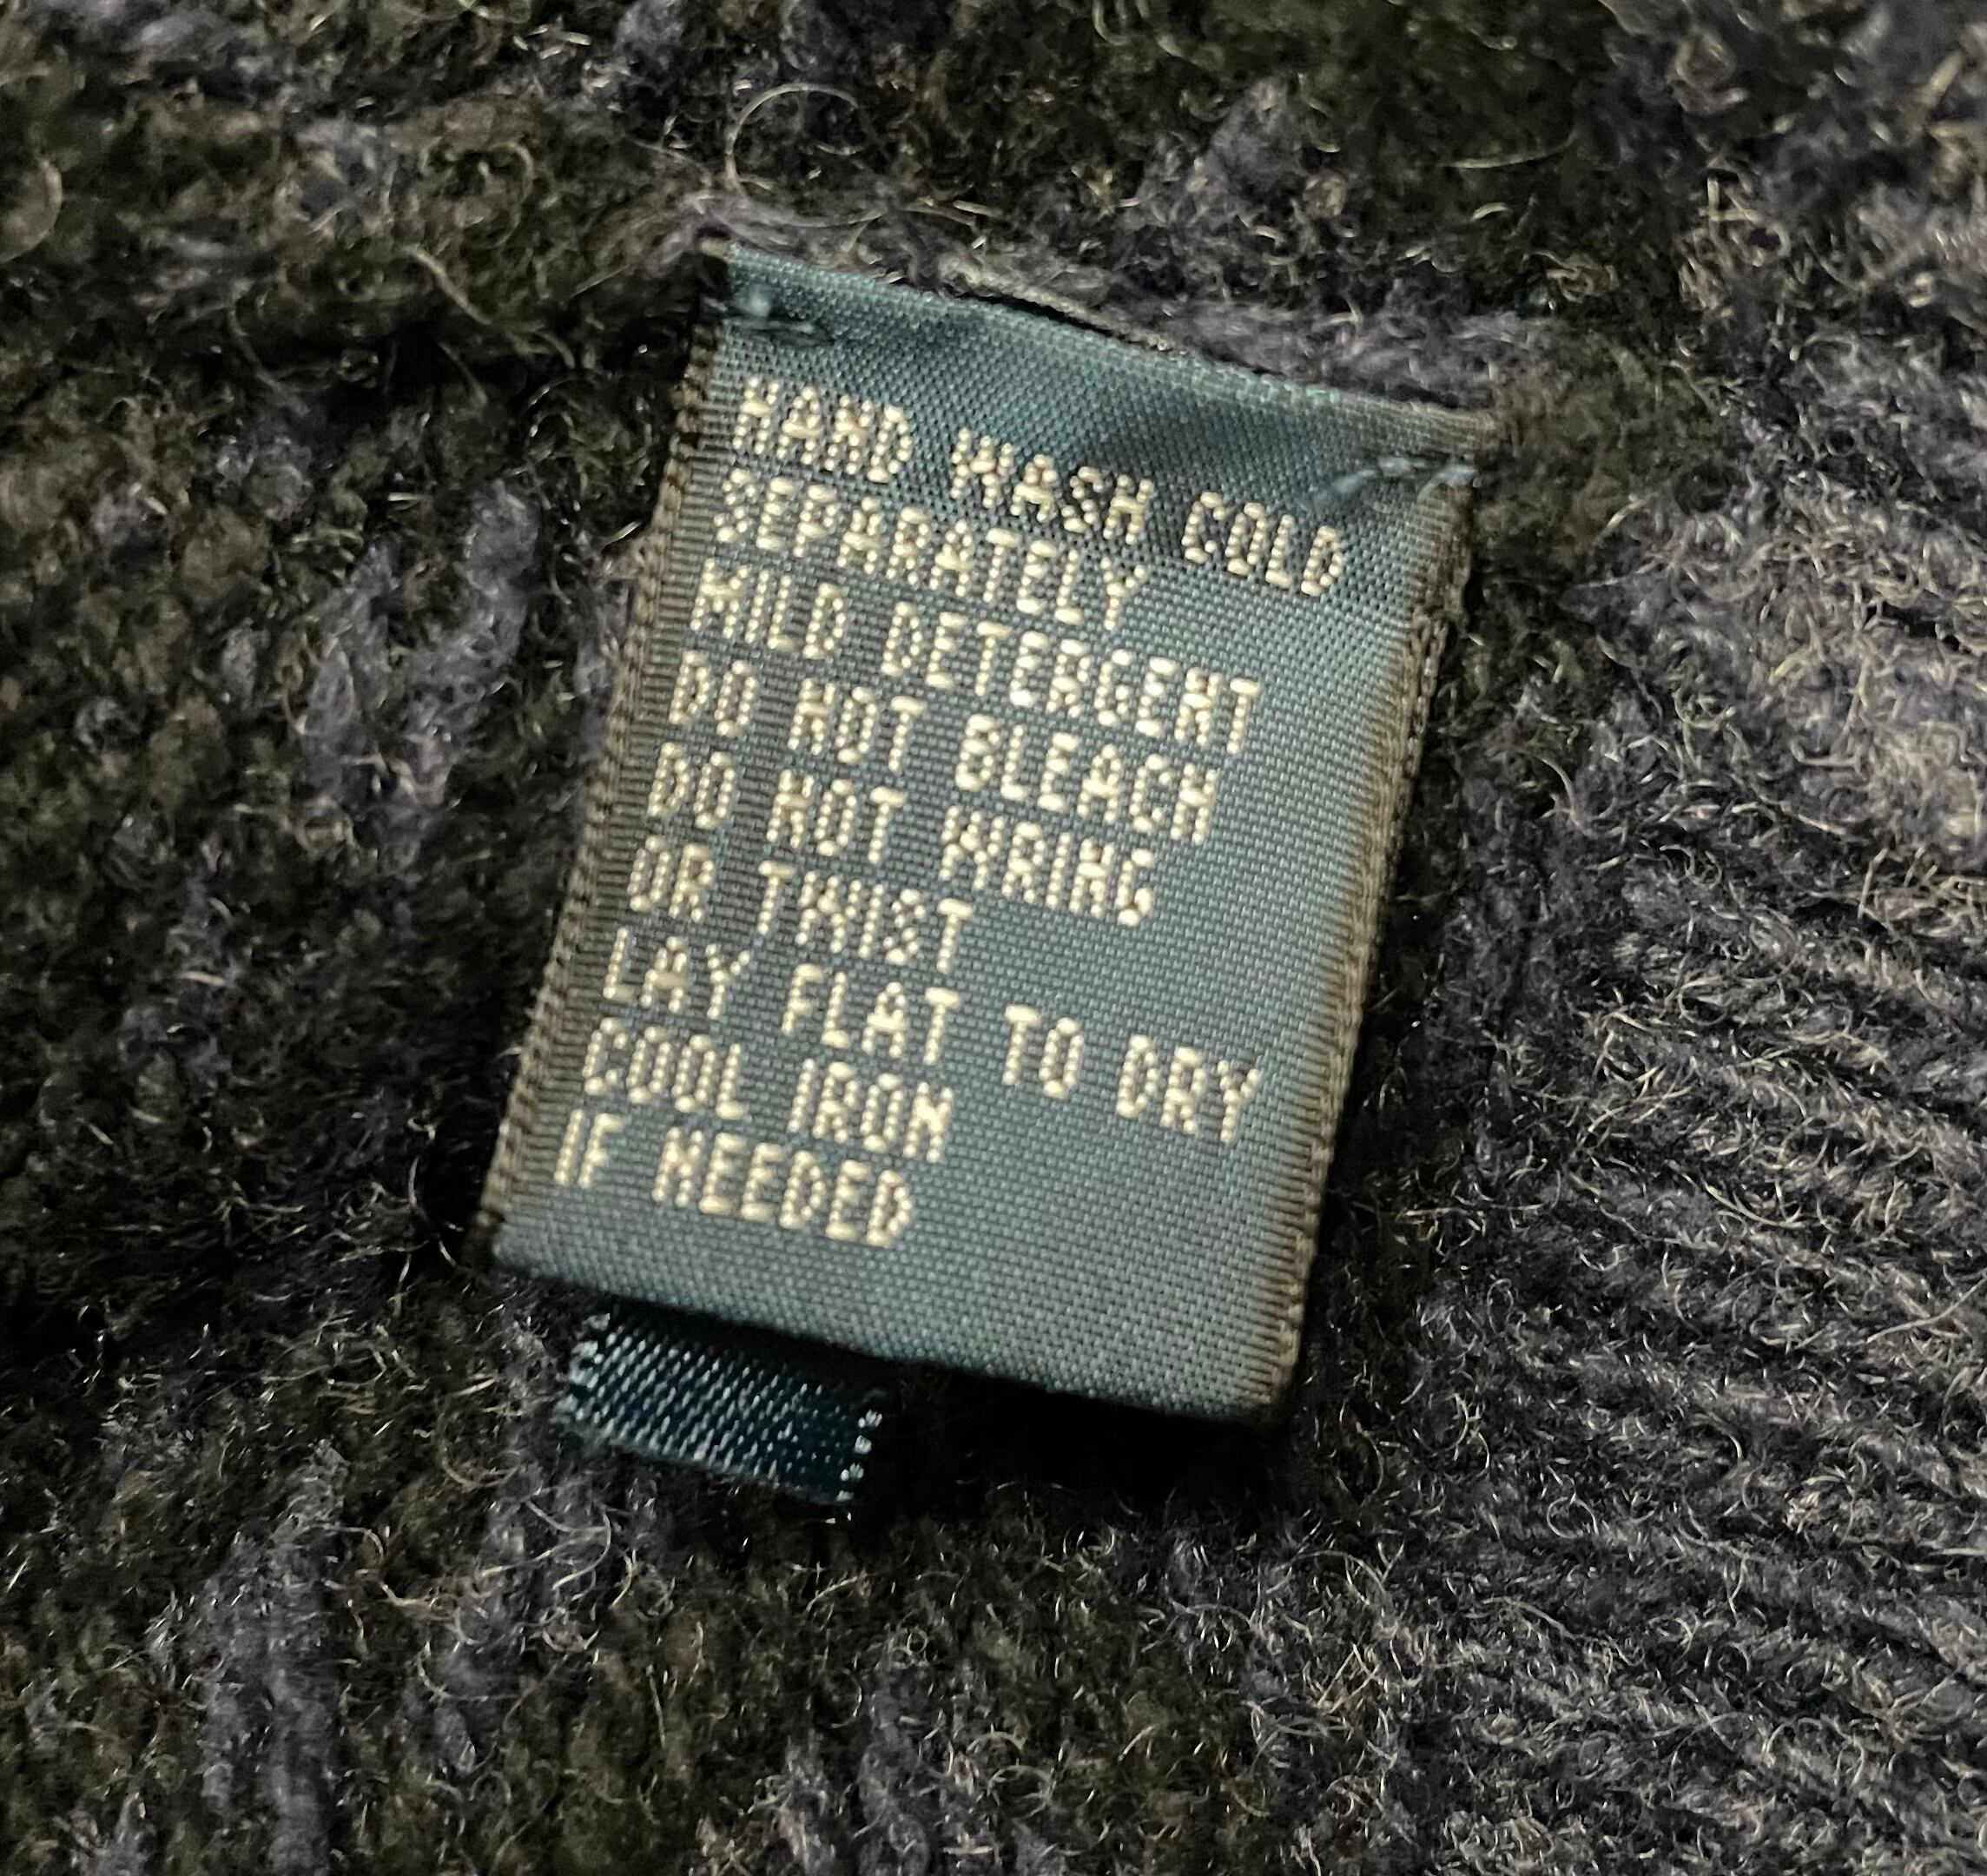 HAND WASH COLD
SEPARATELY
MILD DETERGENT
DO NOT BLEACH
DO NOT WRING
OR TWIST
LAY FLAT TO DRY
COOL IRON
IF NEEDED